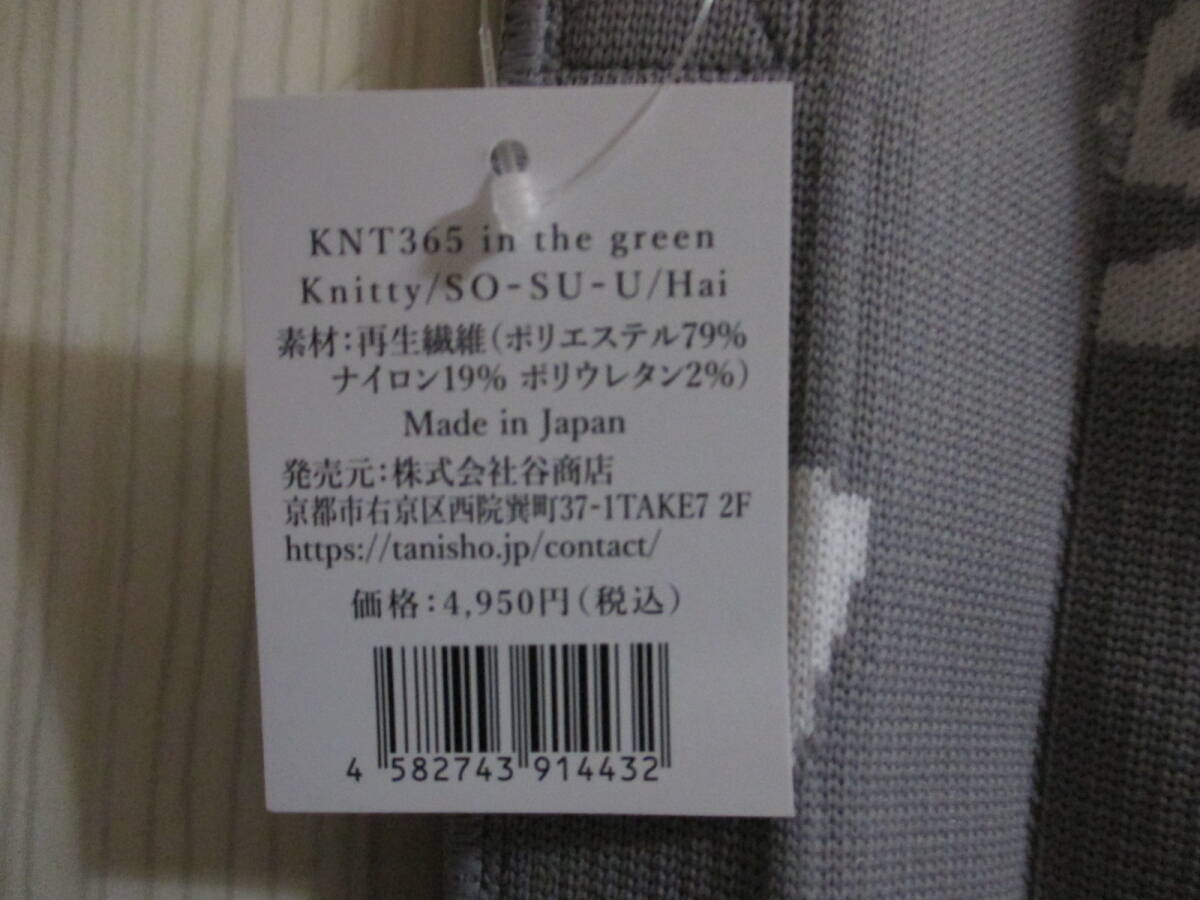 KNT365 in the green
Knitty/SO-SU-U/Hai
素材:再生繊維(ポリエステル79%
ナイロン19% ポリウレタン2%)
Made in Japan
発売元:株式会社谷商店
京都市右京区西院巽町37-1TAKE7 2F
https://tanisho.jp/contact/
価格:4,950円(税込)
4 582743 914432